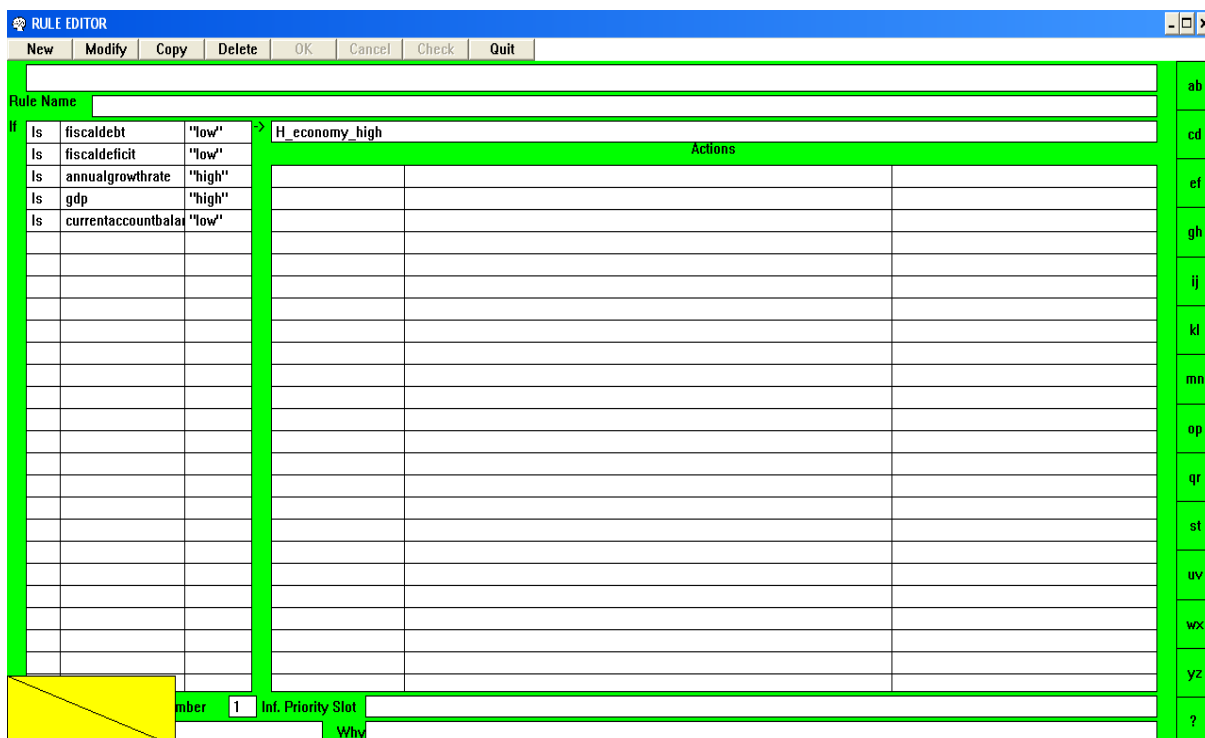 RULE EDITOR
New Modify Copy Delete OK Cancel Check Quit
Rule Name
If Is fiscaldebt "low" -> H_economy_high
Is fiscaldeficit "low" Actions
Is annualgrowthrate "high"
Is gdp "high"
Is currentaccountbalan "low"
ab
cd
ef
gh
ij
kl
mn
op
qr
st
uv
wx
yz
?
mber 1 Inf. Priority Slot
Why